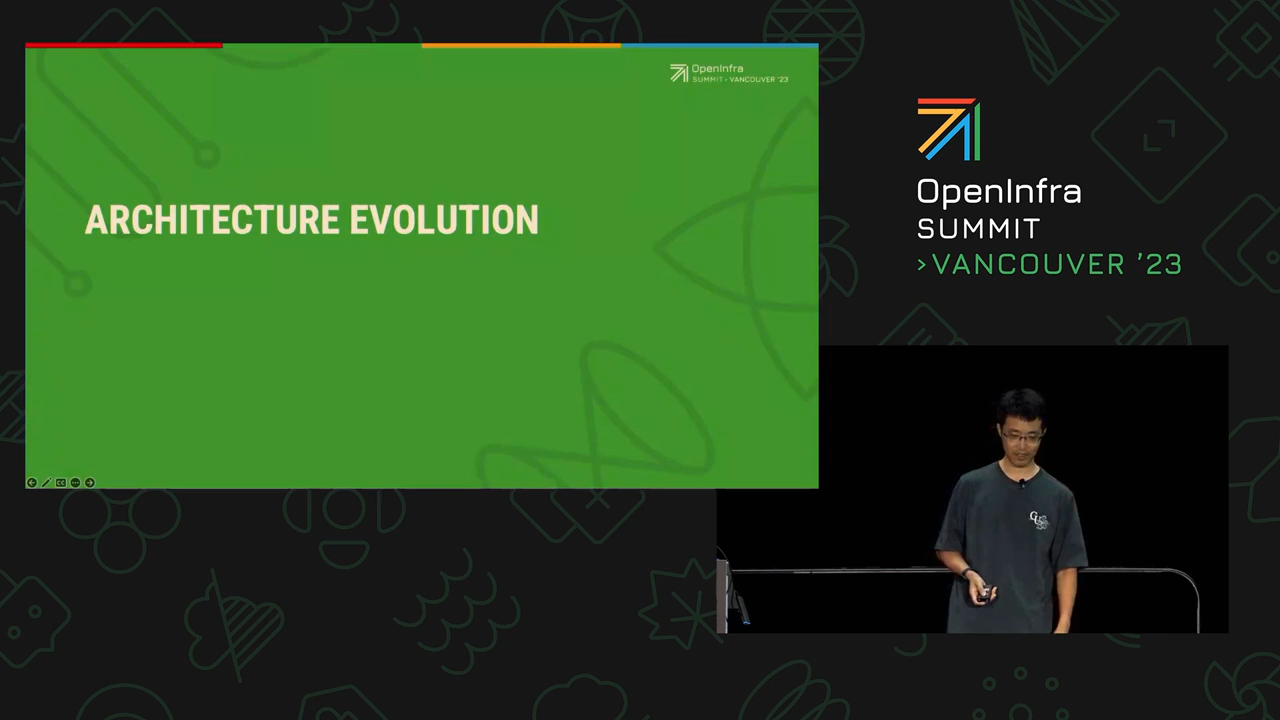 OpenInfra
SUMMIT › VANCOUVER '23
ARCHITECTURE EVOLUTION
OpenInfra
SUMMIT
>VANCOUVER '23